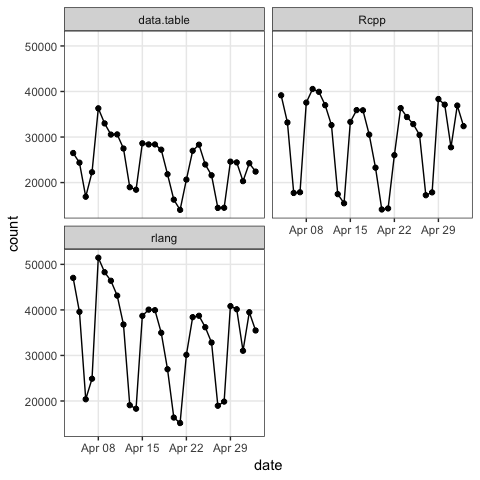 data.table
Rcpp
50000
40000
30000
20000
Apr 08 Apr 15 Apr 22 Apr 29
count
rlang
50000
40000
30000
20000
Apr 08 Apr 15 Apr 22 Apr 29
date